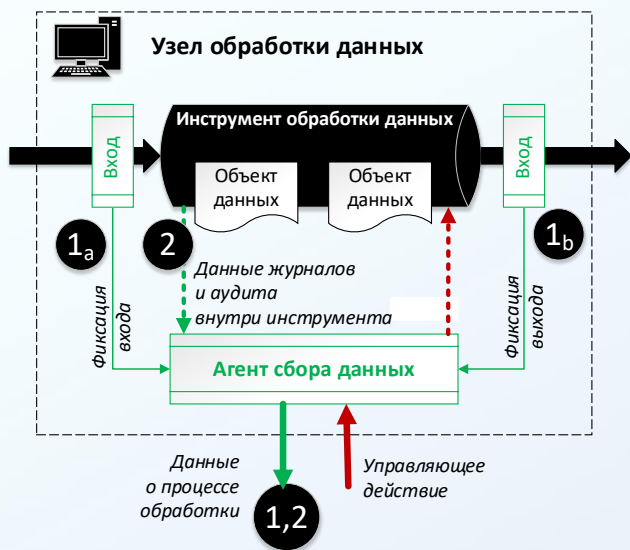 Узел обработки данных
Инструмент обработки данных
Вход
Объект
данных
Объект
данных
Вход
1a
2
1b
Данные журналов
и аудита
внутри инструмента
Фиксация
входа
Фиксация
выхода
Агент сбора данных
Данные
о процессе
обработки
1,2
Управляющее
действие